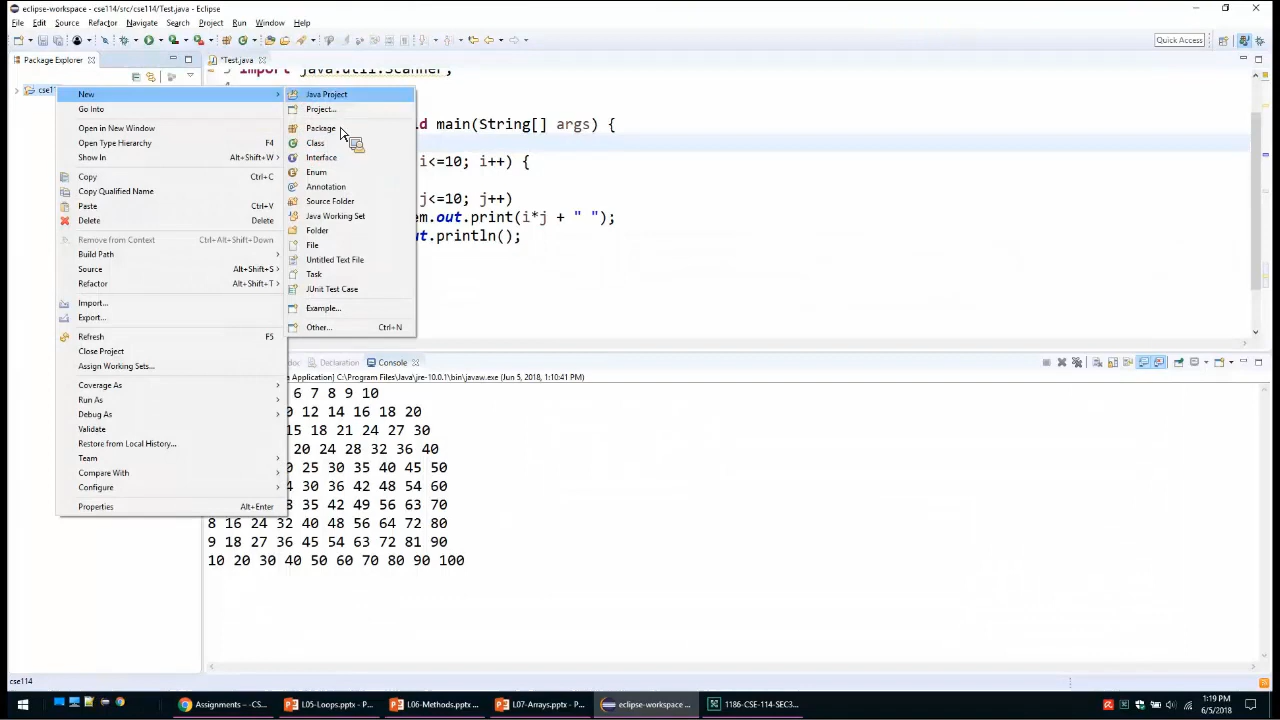 eclipse-workspace - cse114/src/cse114/Test.java - Eclipse
File Edit Source Refactor Navigate Search Project Run Window Help
Quick Access
Package Explorer
*Test.java
import java.util.Scanner;
New
Go Into
Open in New Window
Open Type Hierarchy F4
Show In Alt+Shift+W
Copy Ctrl+C
Copy Qualified Name
Paste Ctrl+V
Delete Delete
Remove from Context Ctrl+Alt+Shift+Down
Build Path
Source Alt+Shift+S
Refactor Alt+Shift+T
Import...
Export...
Refresh F5
Close Project
Assign Working Sets...
Coverage As
Run As
Debug As
Validate
Restore from Local History...
Team
Compare With
Configure
Properties Alt+Enter
Java Project
Project...
Package
Class
Interface
Enum
Annotation
Source Folder
Java Working Set
Folder
File
Untitled Text File
Task
JUnit Test Case
Example...
Other... Ctrl+N
main(String[] args) {
i<=10; i++) {
j<=10; j++)
.out.print(i*j + " ");
.println();
Declaration Console
Application] C:\Program Files\Java\jre-10.0.1\bin\javaw.exe (Jun 5, 2018, 1:10:41 PM)
6 7 8 9 10
12 14 16 18 20
15 18 21 24 27 30
20 24 28 32 36 40
25 30 35 40 45 50
30 36 42 48 54 60
35 42 49 56 63 70
8 16 24 32 40 48 56 64 72 80
9 18 27 36 45 54 63 72 81 90
10 20 30 40 50 60 70 80 90 100
cse114
Assignments – -CS... L05-Loops.pptx - P... L06-Methods.pptx ... L07-Arrays.pptx - P... eclipse-workspace ... 1186-CSE-114-SEC3...
1:19 PM
6/5/2018